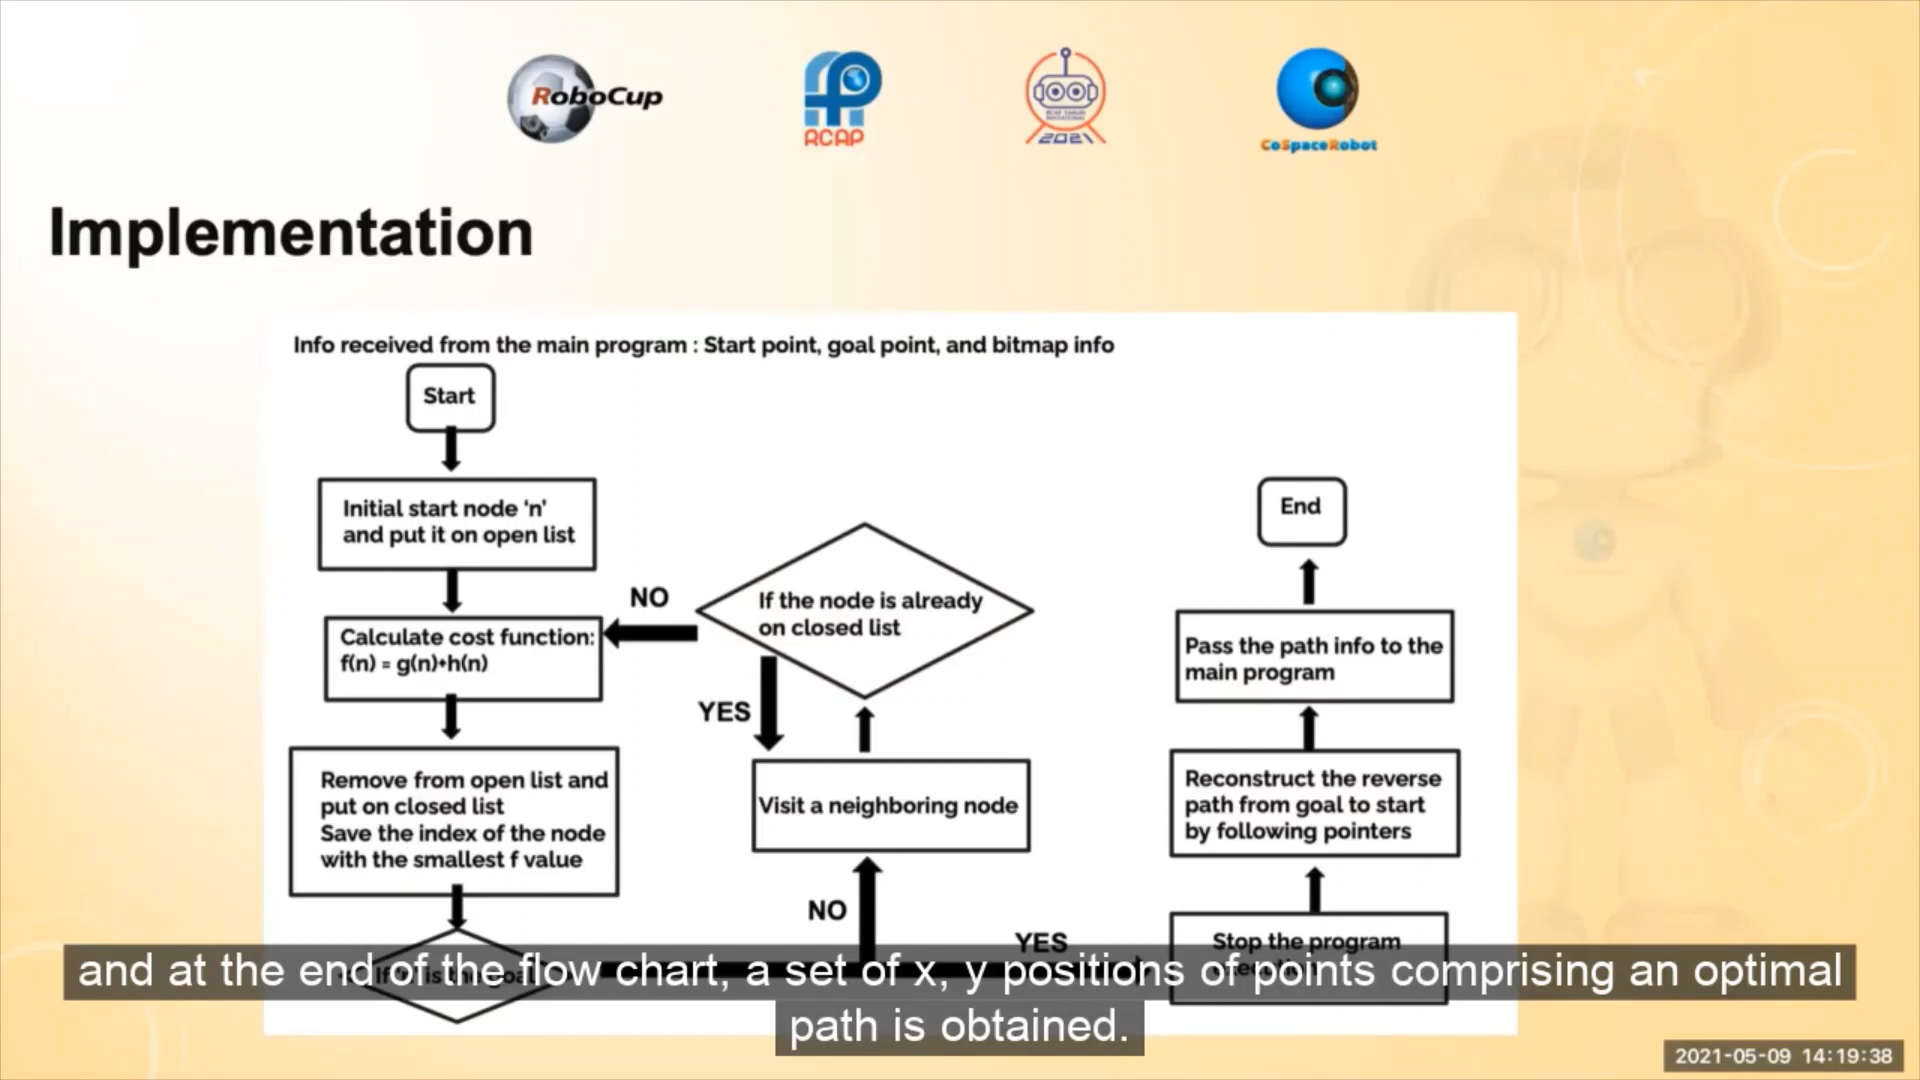 RoboCup
RCAP
2021
CoSpaceRobot
Implementation
Info received from the main program : Start point, goal point, and bitmap info
Start
Initial start node ‘n’
and put it on open list
Calculate cost function:
f(n) = g(n)+h(n)
Remove from open list and
put on closed list
Save the index of the node
with the smallest f value
NO
If the node is already
on closed list
YES
Visit a neighboring node
NO
YES
End
Pass the path info to the
main program
Reconstruct the reverse
path from goal to start
by following pointers
Stop the program
and at the end of the flow chart, a set of x, y positions of points comprising an optimal
path is obtained.
2021-05-09 14:19:38